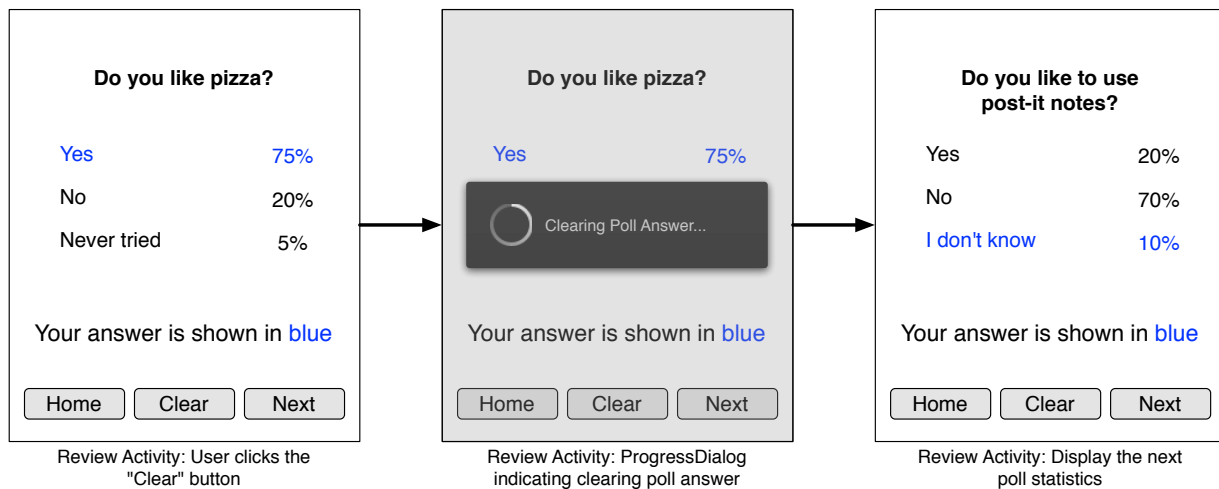 Do you like pizza?
Yes 75%
No 20%
Never tried 5%
Your answer is shown in blue
Home Clear Next
Review Activity: User clicks the
"Clear" button
Do you like pizza?
Yes 75%
Clearing Poll Answer...
Your answer is shown in blue
Home Clear Next
Review Activity: ProgressDialog
indicating clearing poll answer
Do you like to use
post-it notes?
Yes 20%
No 70%
I don't know 10%
Your answer is shown in blue
Home Clear Next
Review Activity: Display the next
poll statistics